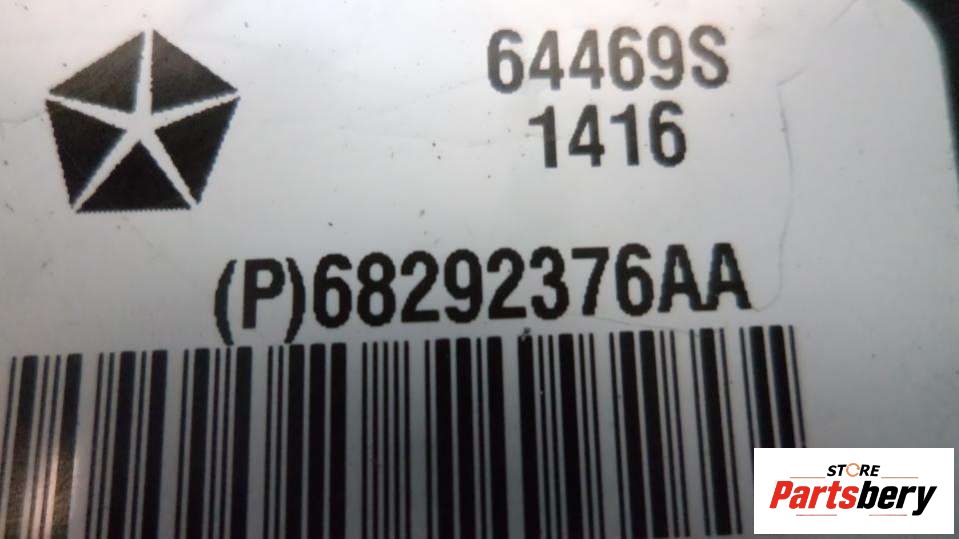 64469S
1416
(P)68292376AA
STORE
Partsbery